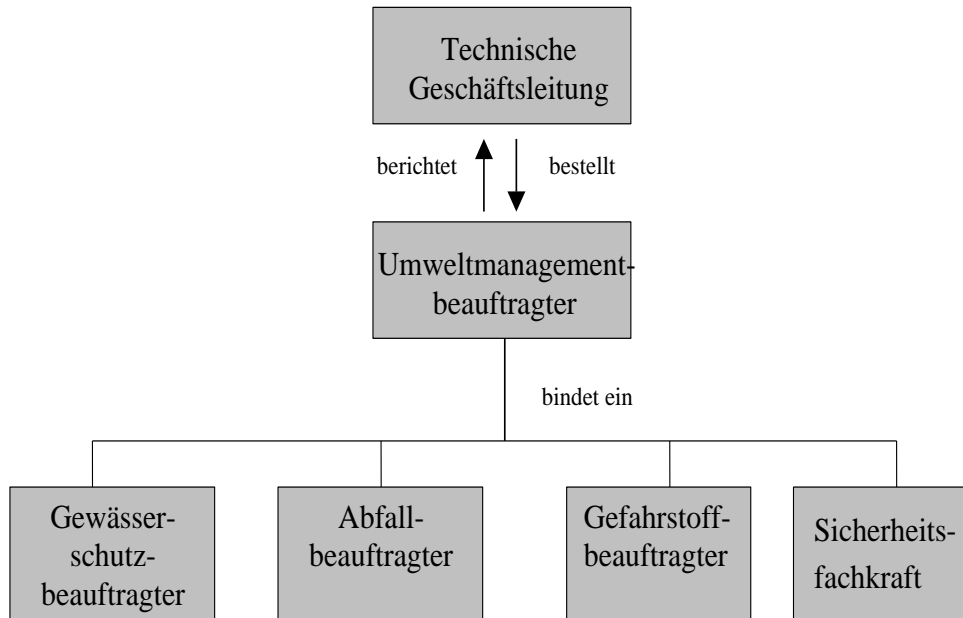 Technische
Geschäftsleitung
berichtet
bestellt
Umweltmanagement-
beauftragter
bindet ein
Gewässer-
schutz-
beauftragter
Abfall-
beauftragter
Gefahrstoff-
beauftragter
Sicherheits-
fachkraft